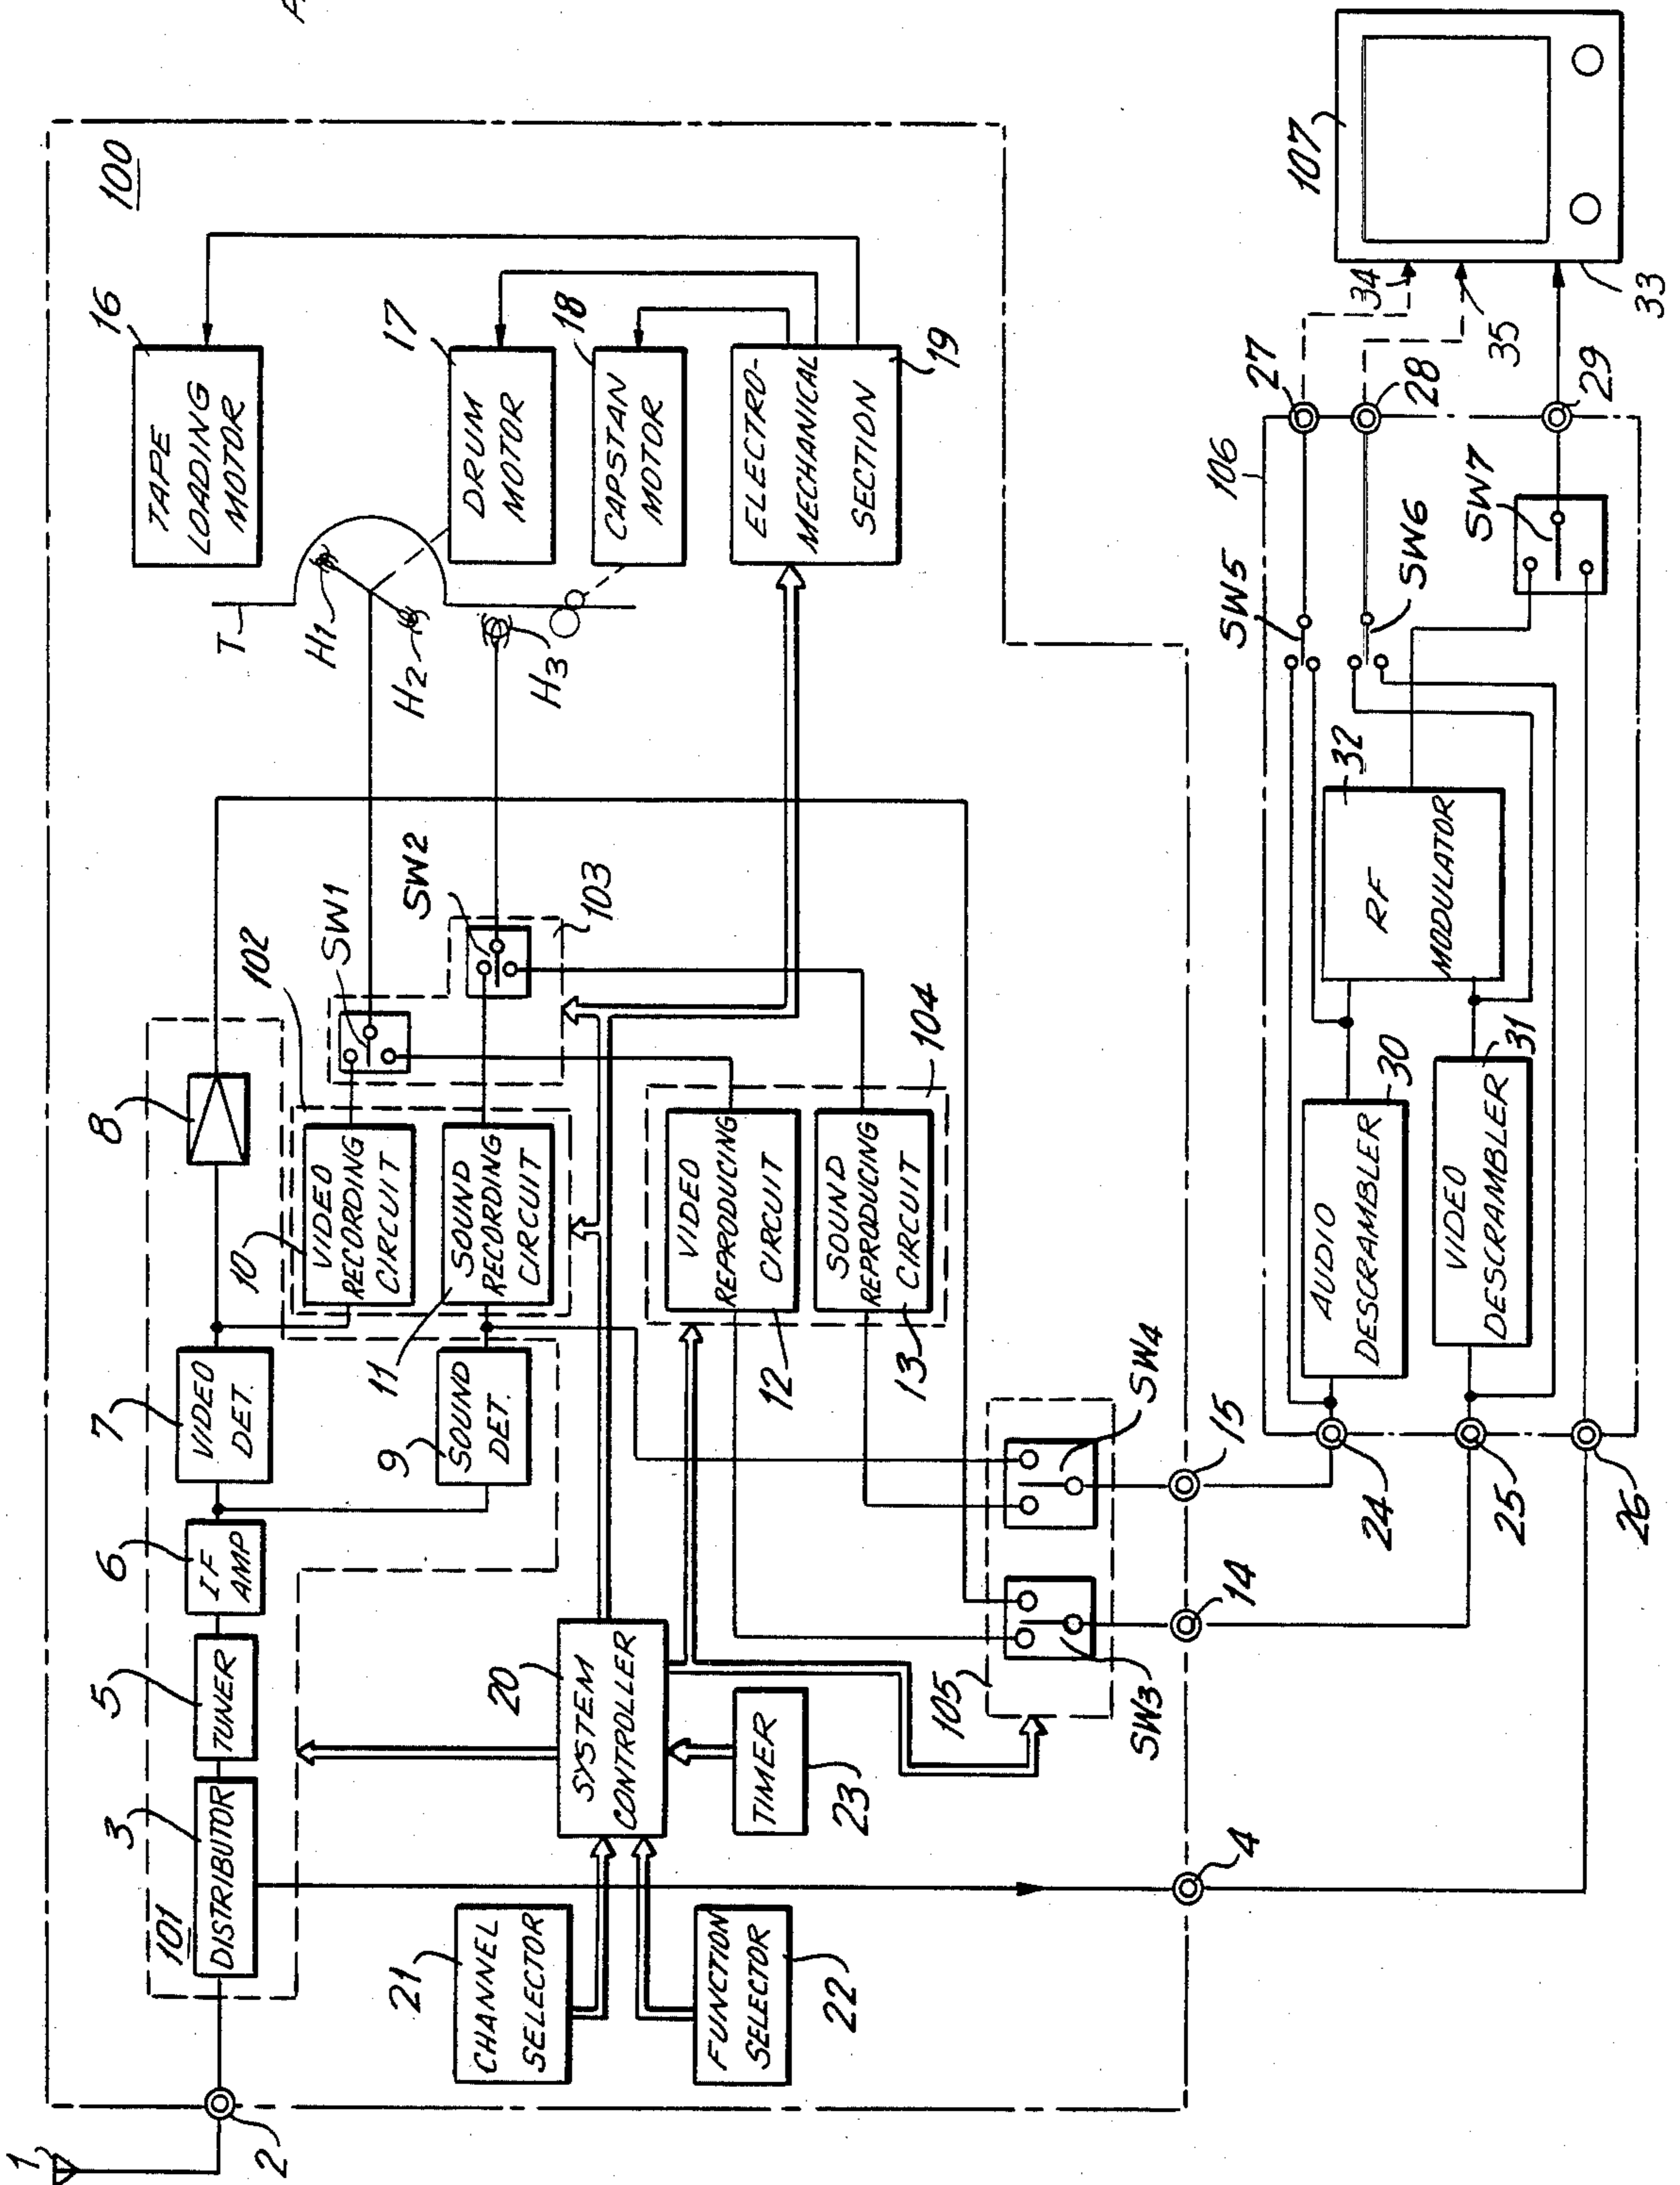 100
1
2
101
3
DISTRIBUTOR
5
TUNER
6
IF
AMP
7
VIDEO
DET.
8
9
SOUND
DET.
10
VIDEO
RECORDING
CIRCUIT
11
SOUND
RECORDING
CIRCUIT
102
SW1
SW2
103
T
H1
H2
H3
16
TAPE
LOADING
MOTOR
17
DRUM
MOTOR
18
CAPSTAN
MOTOR
ELECTRO-
MECHANICAL
SECTION
19
21
CHANNEL
SELECTOR
FUNCTION
SELECTOR
22
20
SYSTEM
CONTROLLER
TIMER
23
VIDEO
REPRODUCING
CIRCUIT
12
SOUND
REPRODUCING
CIRCUIT
13
104
105
SW3
SW4
4
14
15
106
24
25
26
AUDIO
DESCRAMBLER
30
VIDEO
DESCRAMBLER
31
RF
MODULATOR
32
SW5
SW6
SW7
27
28
29
34
35
33
107